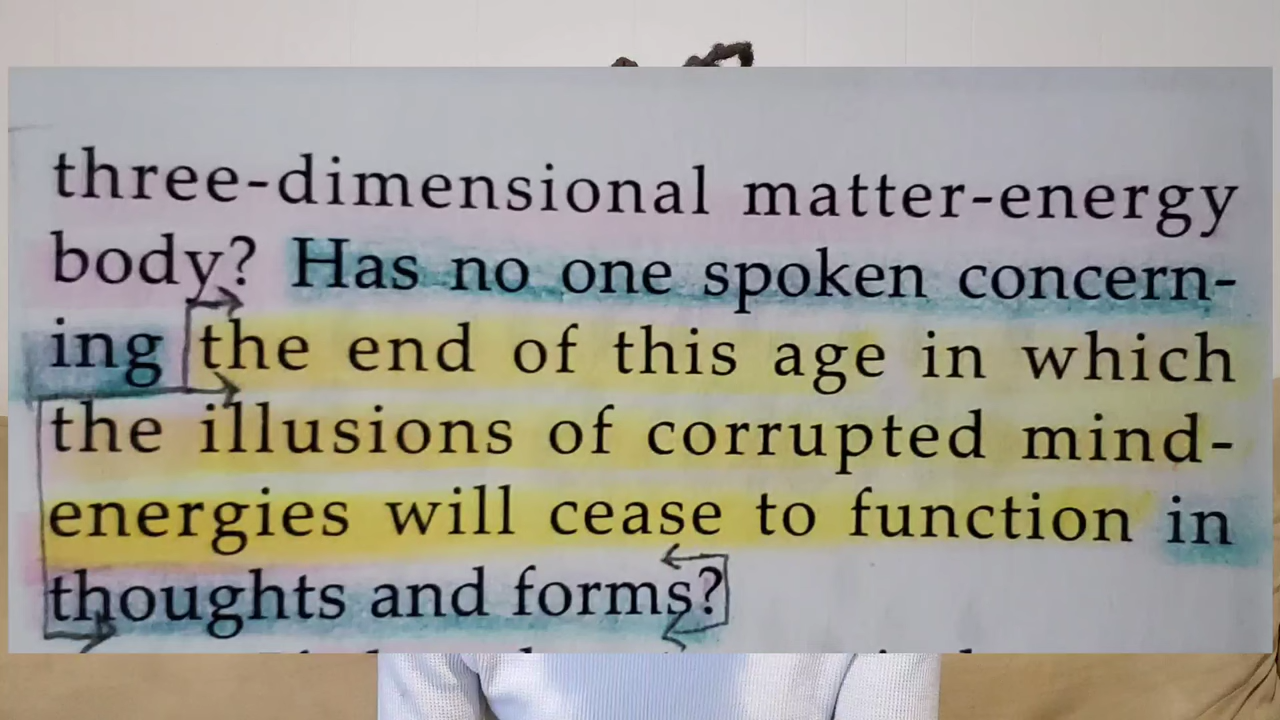 three-dimensional matter-energy
body? Has no one spoken concern-
ing the end of this age in which
the illusions of corrupted mind-
energies will cease to function in
thoughts and forms?